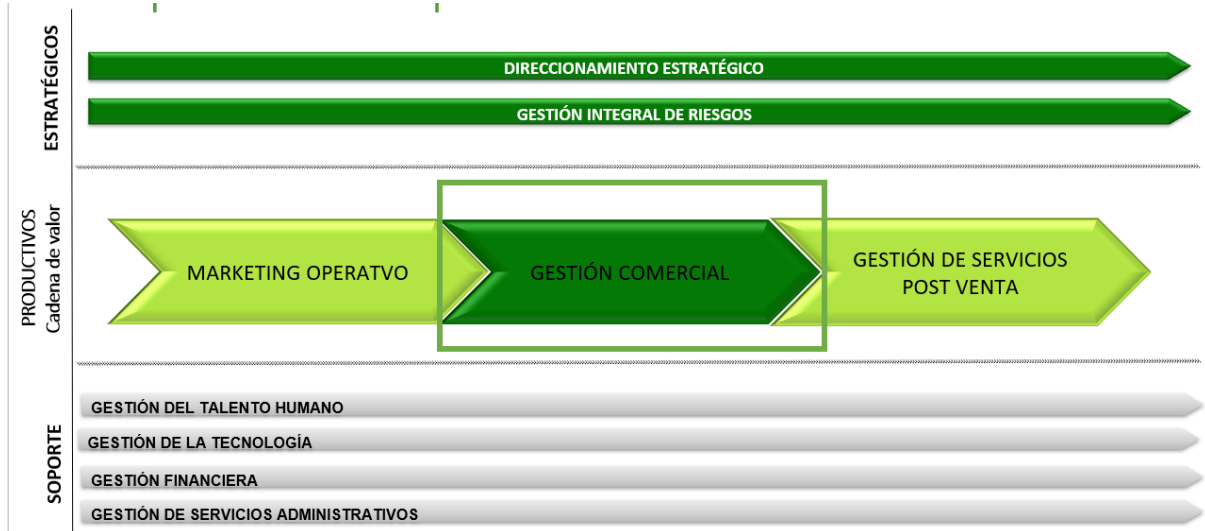 ESTRATÉGICOS
DIRECCIONAMIENTO ESTRATÉGICO
GESTIÓN INTEGRAL DE RIESGOS
PRODUCTIVOS
Cadena de valor
MARKETING OPERATVO
GESTIÓN COMERCIAL
GESTIÓN DE SERVICIOS
POST VENTA
SOPORTE
GESTIÓN DEL TALENTO HUMANO
GESTIÓN DE LA TECNOLOGÍA
GESTIÓN FINANCIERA
GESTIÓN DE SERVICIOS ADMINISTRATIVOS